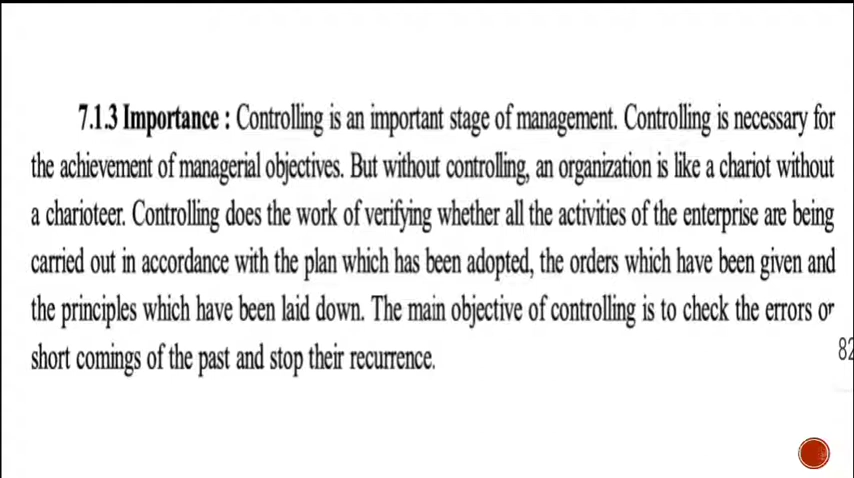 7.1.3 Importance : Controlling is an important stage of management. Controlling is necessary for
the achievement of managerial objectives. But without controlling, an organization is like a chariot without
a charioteer. Controlling does the work of verifying whether all the activities of the enterprise are being
carried out in accordance with the plan which has been adopted, the orders which have been given and
the principles which have been laid down. The main objective of controlling is to check the errors or
short comings of the past and stop their recurrence.
82